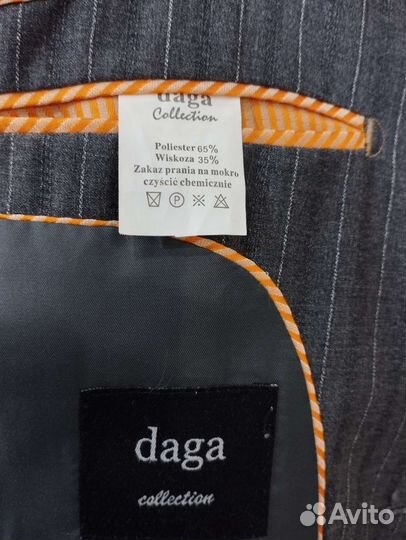 daga
Collection
Poliester 65%
Wiskoza 35%
Zakaz prania na mokro
czyścić chemicznie
P
daga
collection
Avito